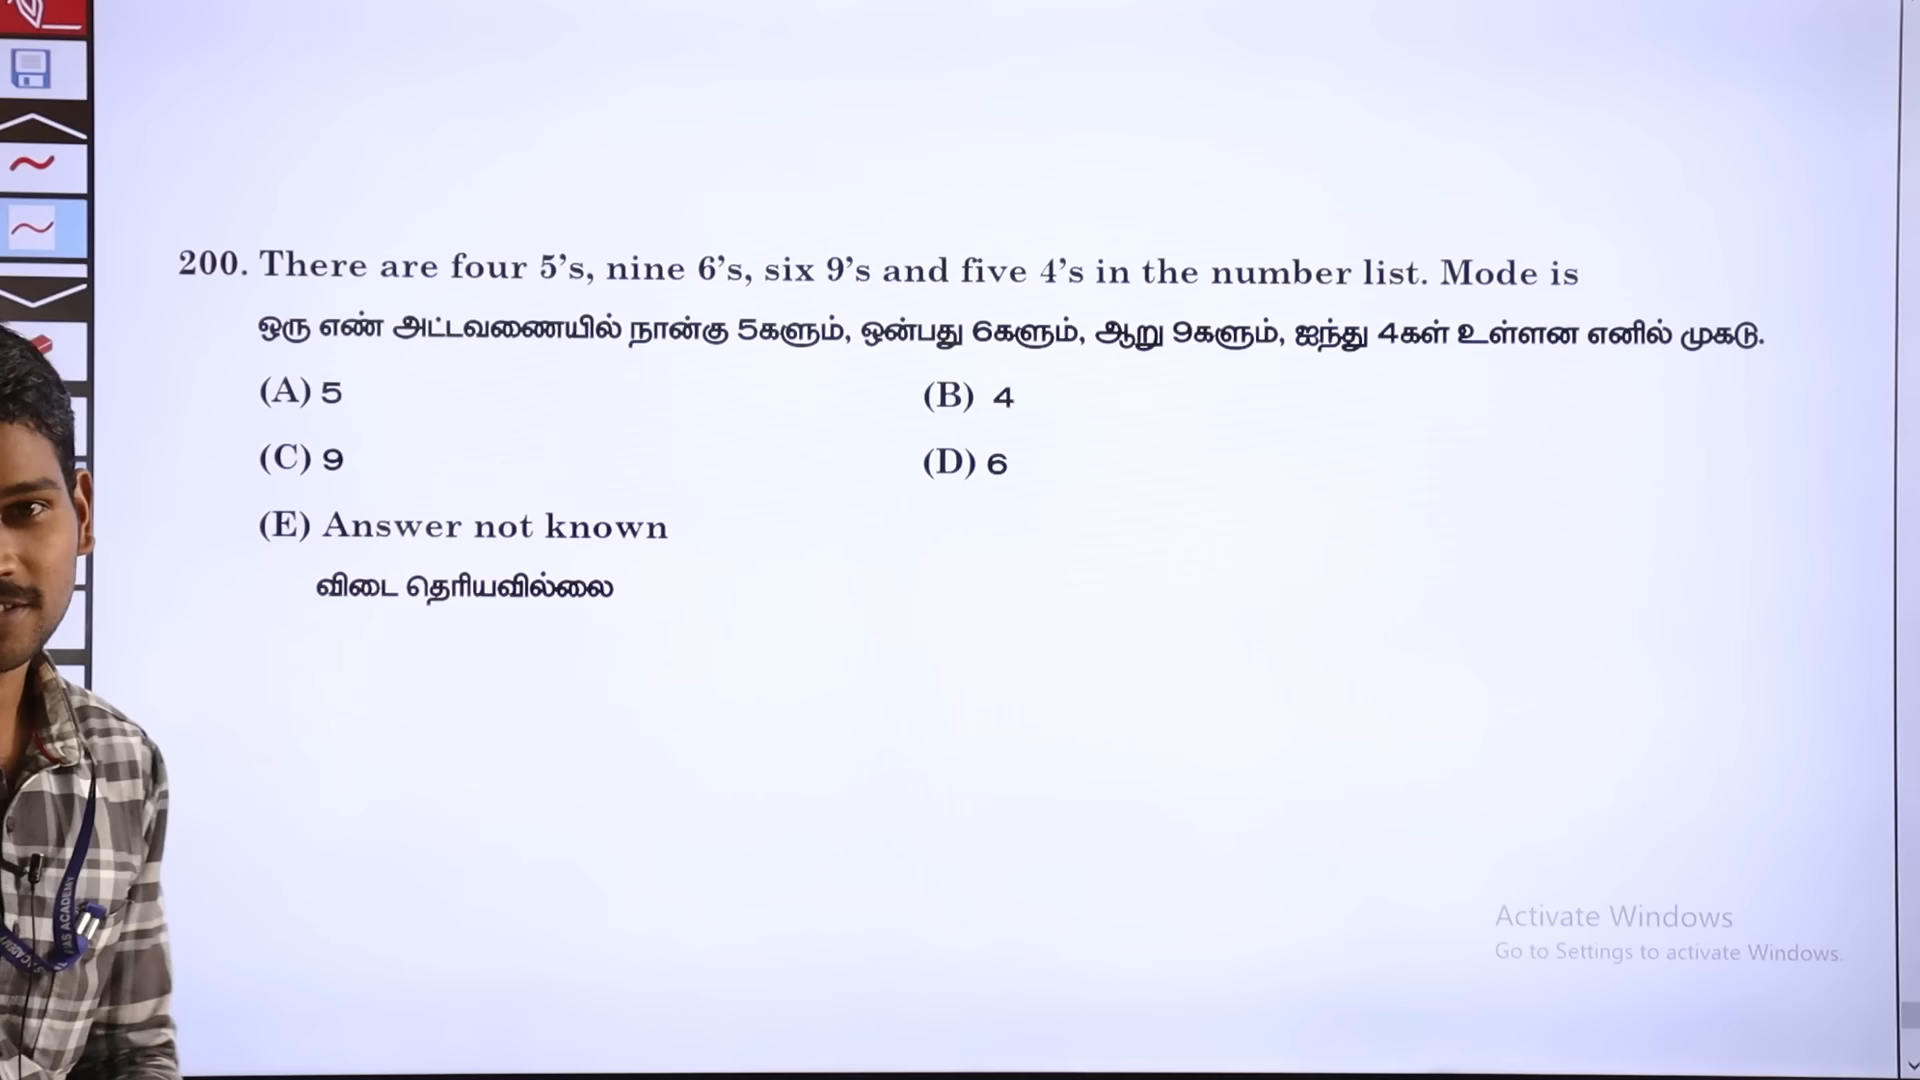 200. There are four 5's, nine 6's, six 9's and five 4's in the number list. Mode is
ஒரு எண் அட்டவணையில் நான்கு 5களும், ஒன்பது 6களும், ஆறு 9களும், ஐந்து 4கள் உள்ளன எனில் முகடு.
(A) 5
(B) 4
(C) 9
(D) 6
(E) Answer not known
விடை தெரியவில்லை
Activate Windows
Go to Settings to activate Windows.
AS ACADEMY